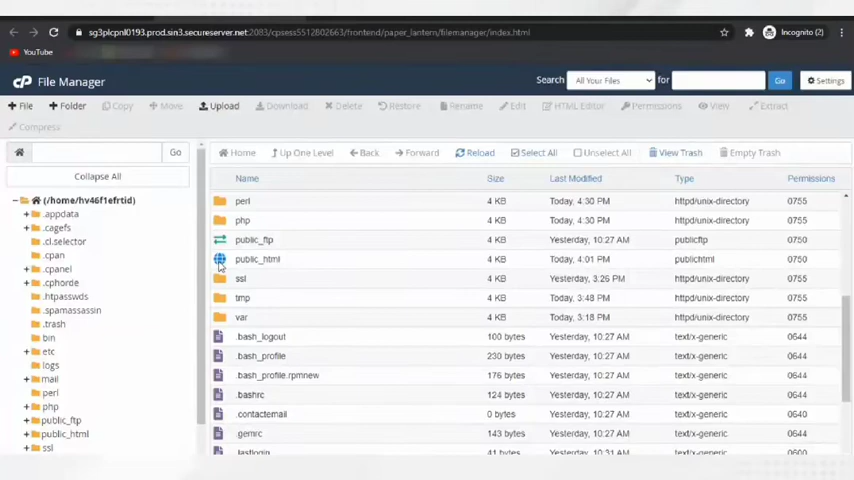 sg3plcpnl0193.prod.sin3.secureserver.net:2083/cpsess5512802663/frontend/paper_lantern/filemanager/index.html
Incognito (2)
YouTube
cP File Manager
Search All Your Files for Go Settings
File Folder Copy Move Upload Download Delete Restore Rename Edit HTML Editor Permissions View Extract
Compress
Go
Home Up One Level Back Forward Reload Select All Unselect All View Trash Empty Trash
Collapse All
(/home/hv46f1efrtid)
.appdata
.cagefs
.cl.selector
.cpan
.cpanel
.cphorde
.htpasswds
.spamassassin
.trash
bin
etc
logs
mail
perl
php
public_ftp
public_html
ssl
Name Size Last Modified Type Permissions
perl 4 KB Today, 4:30 PM httpd/unix-directory 0755
php 4 KB Today, 4:30 PM httpd/unix-directory 0755
public_ftp 4 KB Yesterday, 10:27 AM publicftp 0750
public_html 4 KB Today, 4:01 PM publichtml 0750
ssl 4 KB Yesterday, 3:26 PM httpd/unix-directory 0755
tmp 4 KB Today, 3:48 PM httpd/unix-directory 0755
var 4 KB Today, 3:18 PM httpd/unix-directory 0755
.bash_logout 100 bytes Yesterday, 10:27 AM text/x-generic 0644
.bash_profile 230 bytes Yesterday, 10:27 AM text/x-generic 0644
.bash_profile.rpmnew 176 bytes Yesterday, 10:27 AM text/x-generic 0644
.bashrc 124 bytes Yesterday, 10:27 AM text/x-generic 0644
.contactemail 0 bytes Yesterday, 10:27 AM text/x-generic 0640
.gemrc 143 bytes Yesterday, 10:27 AM text/x-generic 0644
.lastlogin 41 bytes Yesterday, 10:31 AM text/x-generic 0600